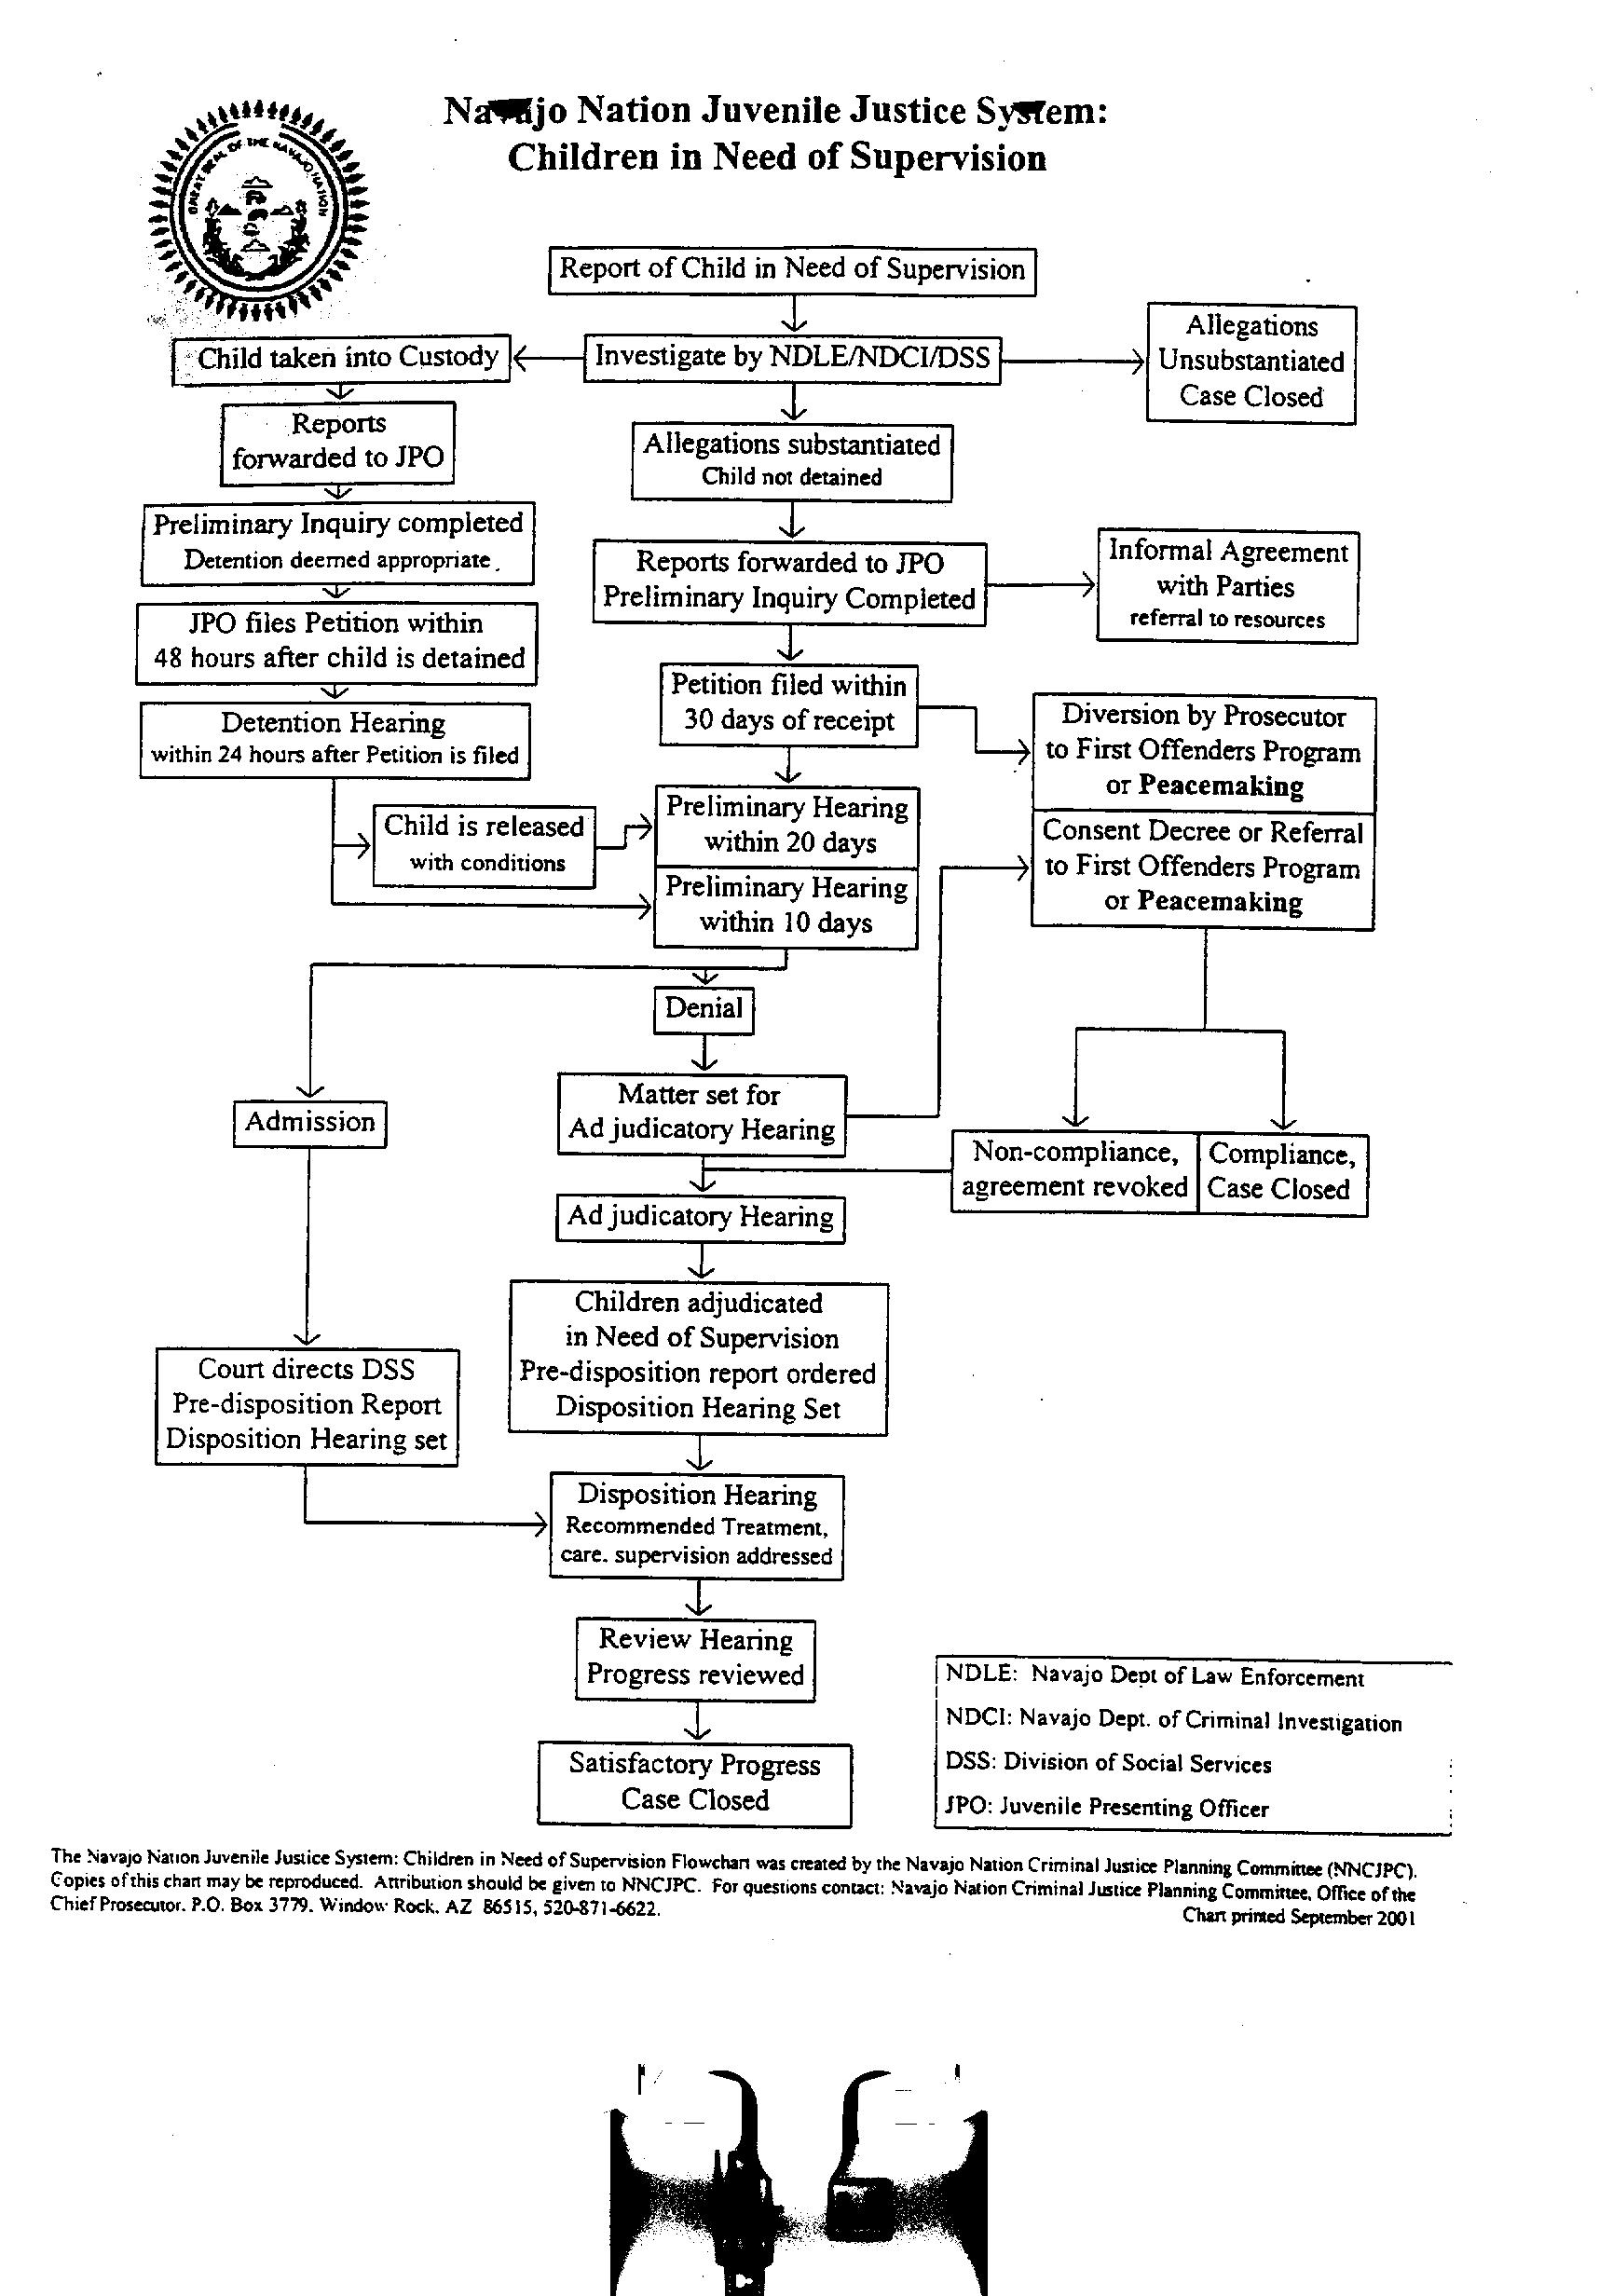 Navajo Nation Juvenile Justice System:
Children in Need of Supervision
GREAT SEAL OF THE NAVAJO NATION
Report of Child in Need of Supervision
Child taken into Custody
Investigate by NDLE/NDCI/DSS
Allegations
Unsubstantiated
Case Closed
Reports
forwarded to JPO
Allegations substantiated
Child not detained
Preliminary Inquiry completed
Detention deemed appropriate.
Reports forwarded to JPO
Preliminary Inquiry Completed
Informal Agreement
with Parties
referral to resources
JPO files Petition within
48 hours after child is detained
Petition filed within
30 days of receipt
Detention Hearing
within 24 hours after Petition is filed
Diversion by Prosecutor
to First Offenders Program
or Peacemaking
Child is released
with conditions
Preliminary Hearing
within 20 days
Consent Decree or Referral
to First Offenders Program
or Peacemaking
Preliminary Hearing
within 10 days
Denial
Admission
Matter set for
Adjudicatory Hearing
Non-compliance,
agreement revoked
Compliance,
Case Closed
Adjudicatory Hearing
Children adjudicated
in Need of Supervision
Pre-disposition report ordered
Disposition Hearing Set
Court directs DSS
Pre-disposition Report
Disposition Hearing set
Disposition Hearing
Recommended Treatment,
care. supervision addressed
Review Hearing
Progress reviewed
Satisfactory Progress
Case Closed
NDLE: Navajo Dept of Law Enforcement
NDCI: Navajo Dept. of Criminal Investigation
DSS: Division of Social Services
JPO: Juvenile Presenting Officer
The Navajo Nation Juvenile Justice System: Children in Need of Supervision Flowchart was created by the Navajo Nation Criminal Justice Planning Committee (NNCJPC).
Copies of this chart may be reproduced. Attribution should be given to NNCJPC. For questions contact: Navajo Nation Criminal Justice Planning Committee, Office of the
Chief Prosecutor. P.O. Box 3779. Window Rock. AZ 86515, 520-871-6622.
Chart printed September 2001